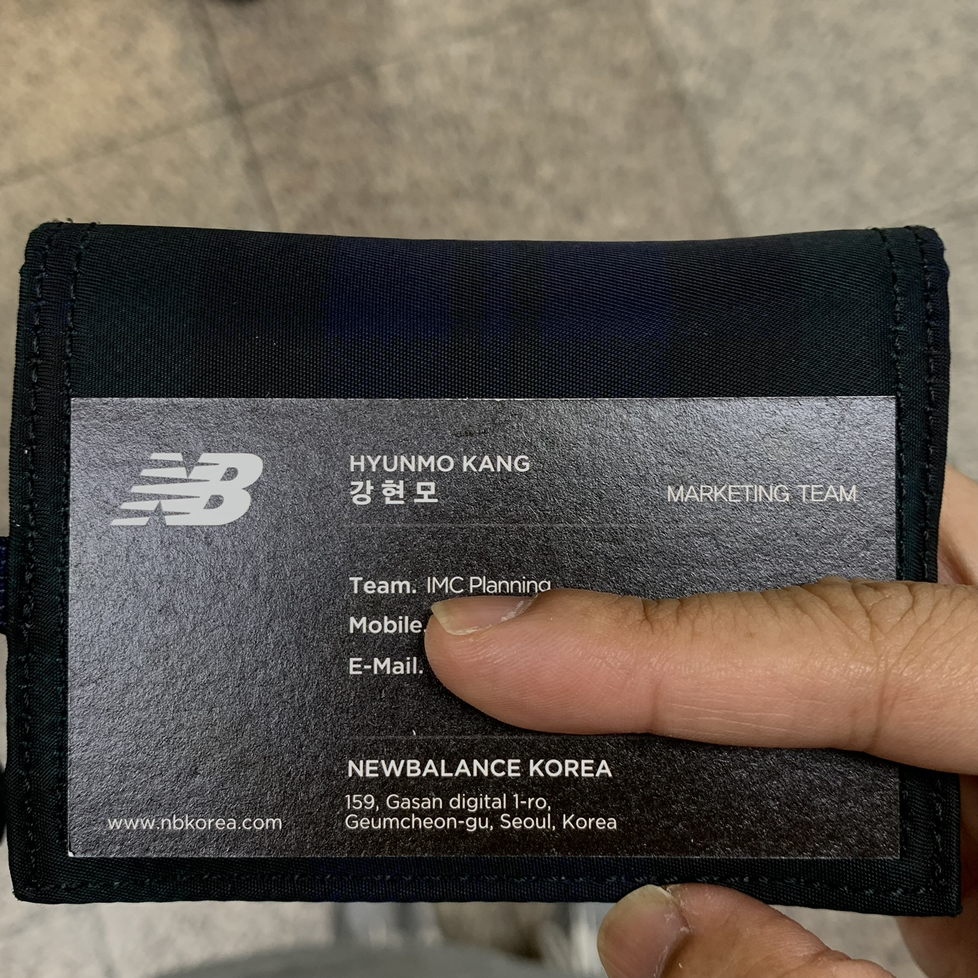 NB
HYUNMO KANG
강현모
MARKETING TEAM
Team. IMC Planning
Mobile.
E-Mail.
NEWBALANCE KOREA
159, Gasan digital 1-ro,
Geumcheon-gu, Seoul, Korea
www.nbkorea.com